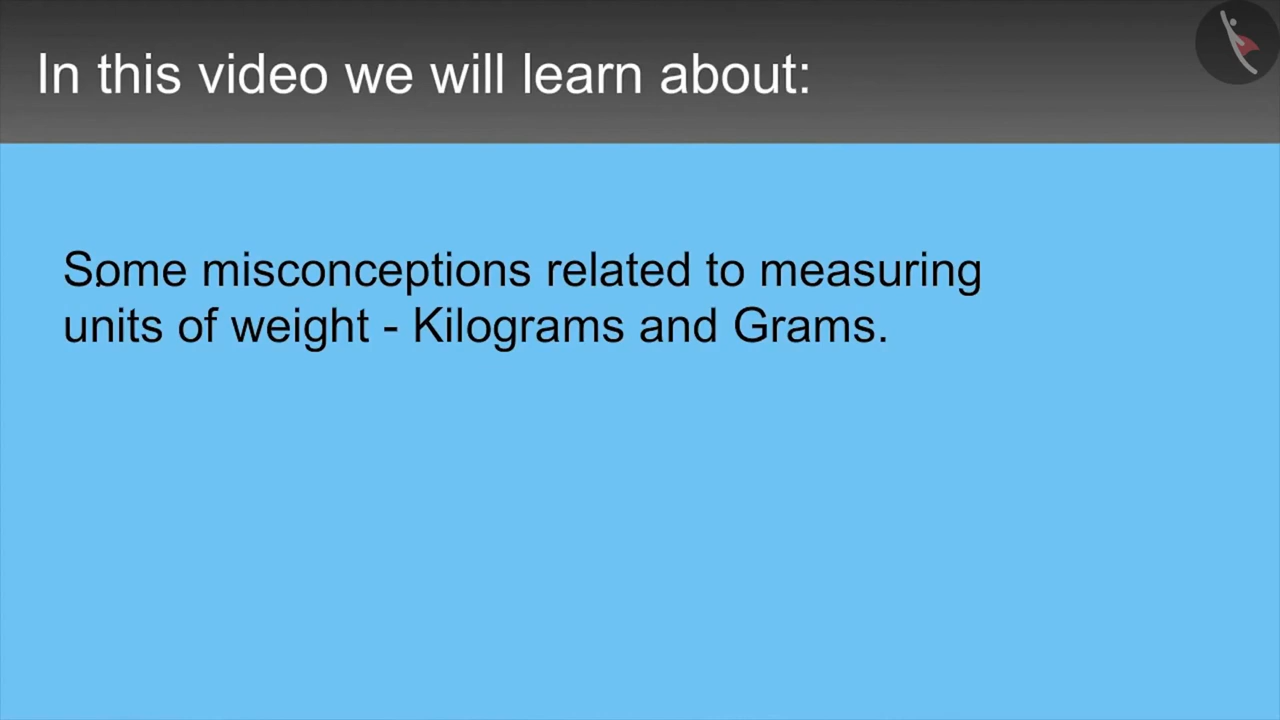 In this video we will learn about:
Some misconceptions related to measuring
units of weight - Kilograms and Grams.